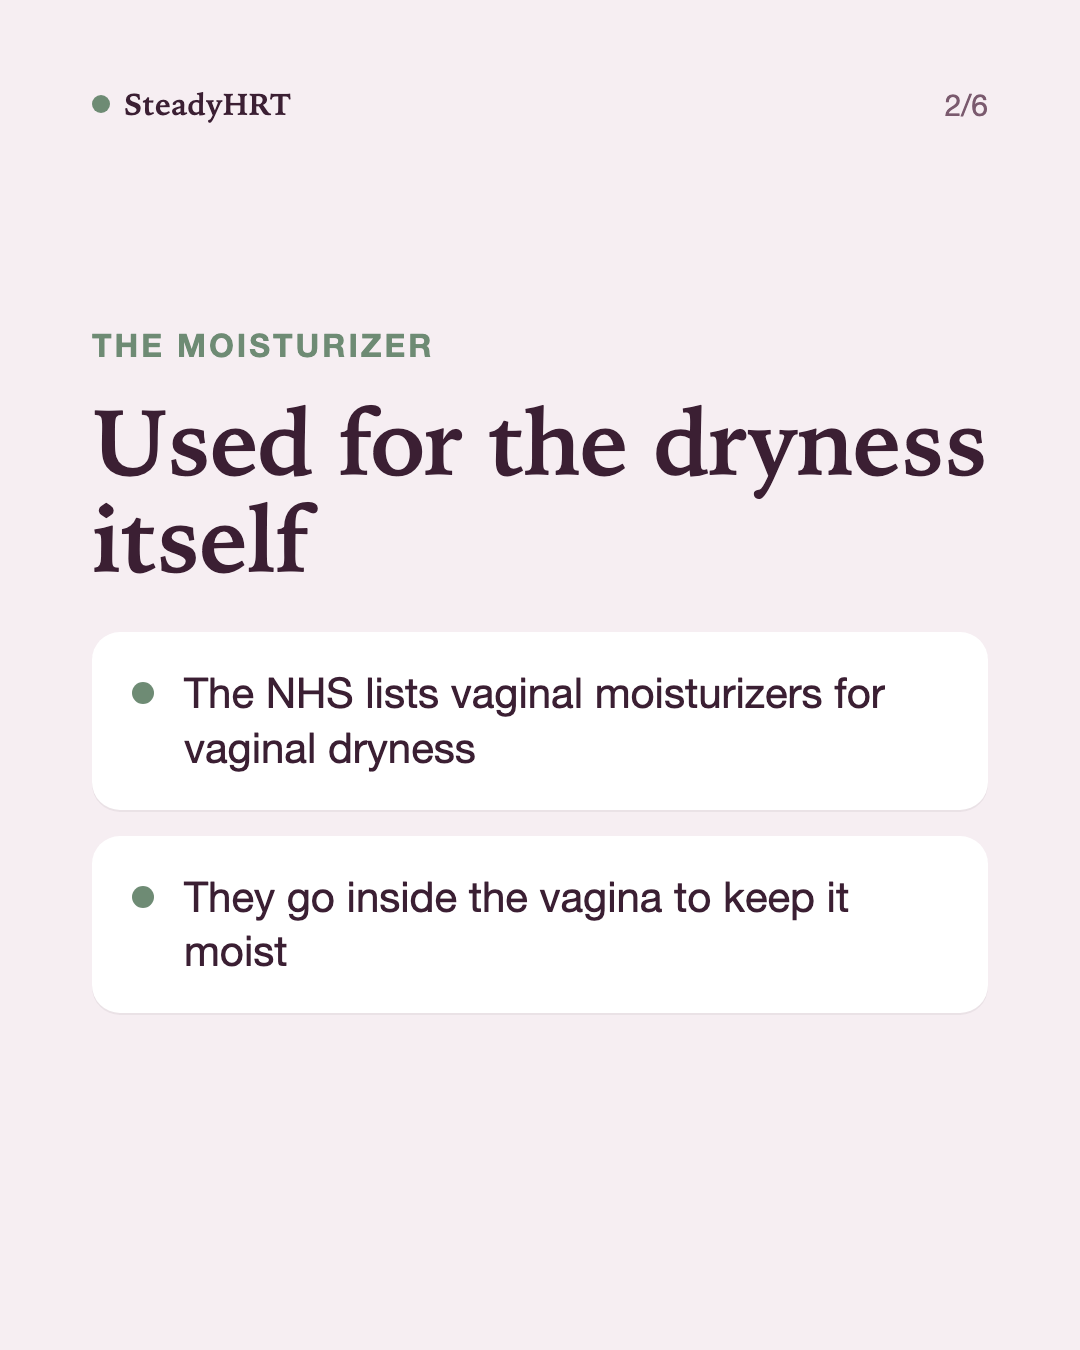 SteadyHRT
2/6
THE MOISTURIZER
Used for the dryness
itself
The NHS lists vaginal moisturizers for
vaginal dryness
They go inside the vagina to keep it
moist